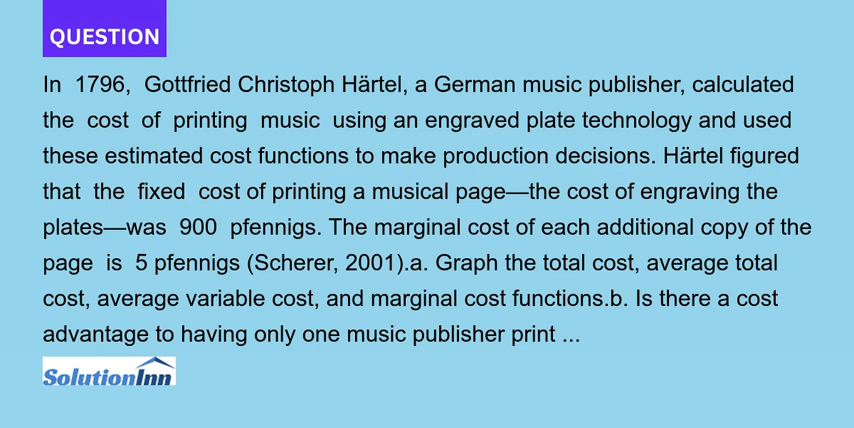 QUESTION
In 1796, Gottfried Christoph Härtel, a German music publisher, calculated
the cost of printing music using an engraved plate technology and used
these estimated cost functions to make production decisions. Härtel figured
that the fixed cost of printing a musical page—the cost of engraving the
plates—was 900 pfennigs. The marginal cost of each additional copy of the
page is 5 pfennigs (Scherer, 2001).a. Graph the total cost, average total
cost, average variable cost, and marginal cost functions.b. Is there a cost
advantage to having only one music publisher print ...
SolutionInn